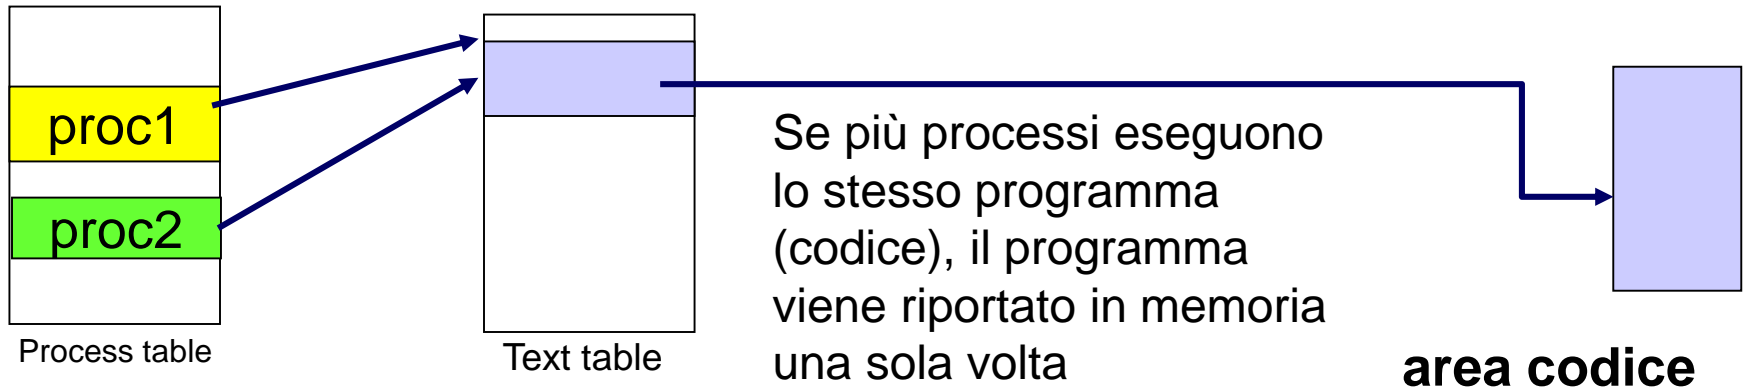 proc1
proc2
Process table
Text table
Se più processi eseguono
lo stesso programma
(codice), il programma
viene riportato in memoria
una sola volta
area codice